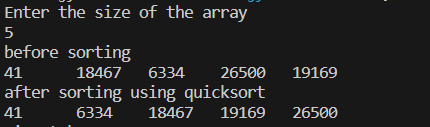 Enter the size of the array
5
before sorting
41 18467 6334 26500 19169
after sorting using quicksort
41 6334 18467 19169 26500